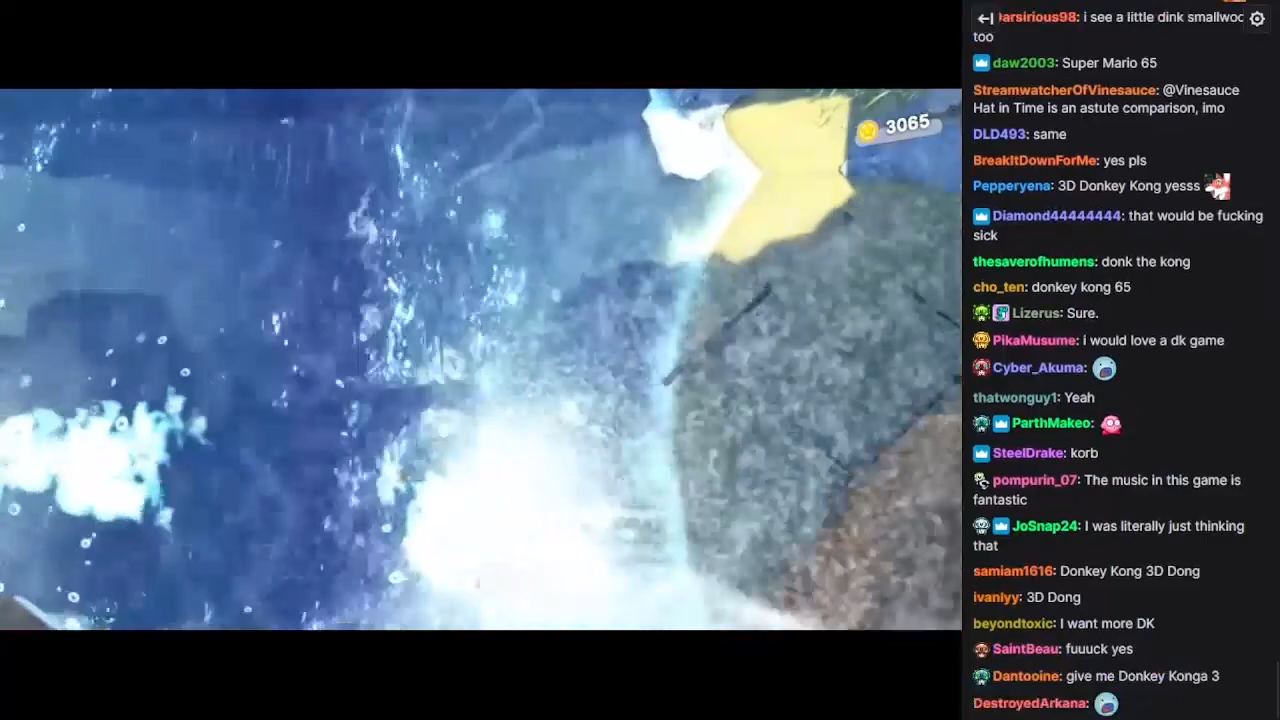 3065
arsirious98: i see a little dink smallwoo
too
daw2003: Super Mario 65
StreamwatcherOfVinesauce: @Vinesauce
Hat in Time is an astute comparison, imo
DLD493: same
BreakItDownForMe: yes pls
Pepperyena: 3D Donkey Kong yesss
Diamond44444444: that would be fucking
sick
thesaverofhumens: donk the kong
cho_ten: donkey kong 65
Lizerus: Sure.
PikaMusume: i would love a dk game
Cyber_Akuma:
thatwonguy1: Yeah
ParthMakeo:
SteelDrake: korb
pompurin_07: The music in this game is
fantastic
JoSnap24: I was literally just thinking
that
samiam1616: Donkey Kong 3D Dong
ivanlyy: 3D Dong
beyondtoxic: I want more DK
SaintBeau: fuuuck yes
Dantooine: give me Donkey Konga 3
DestroyedArkana: